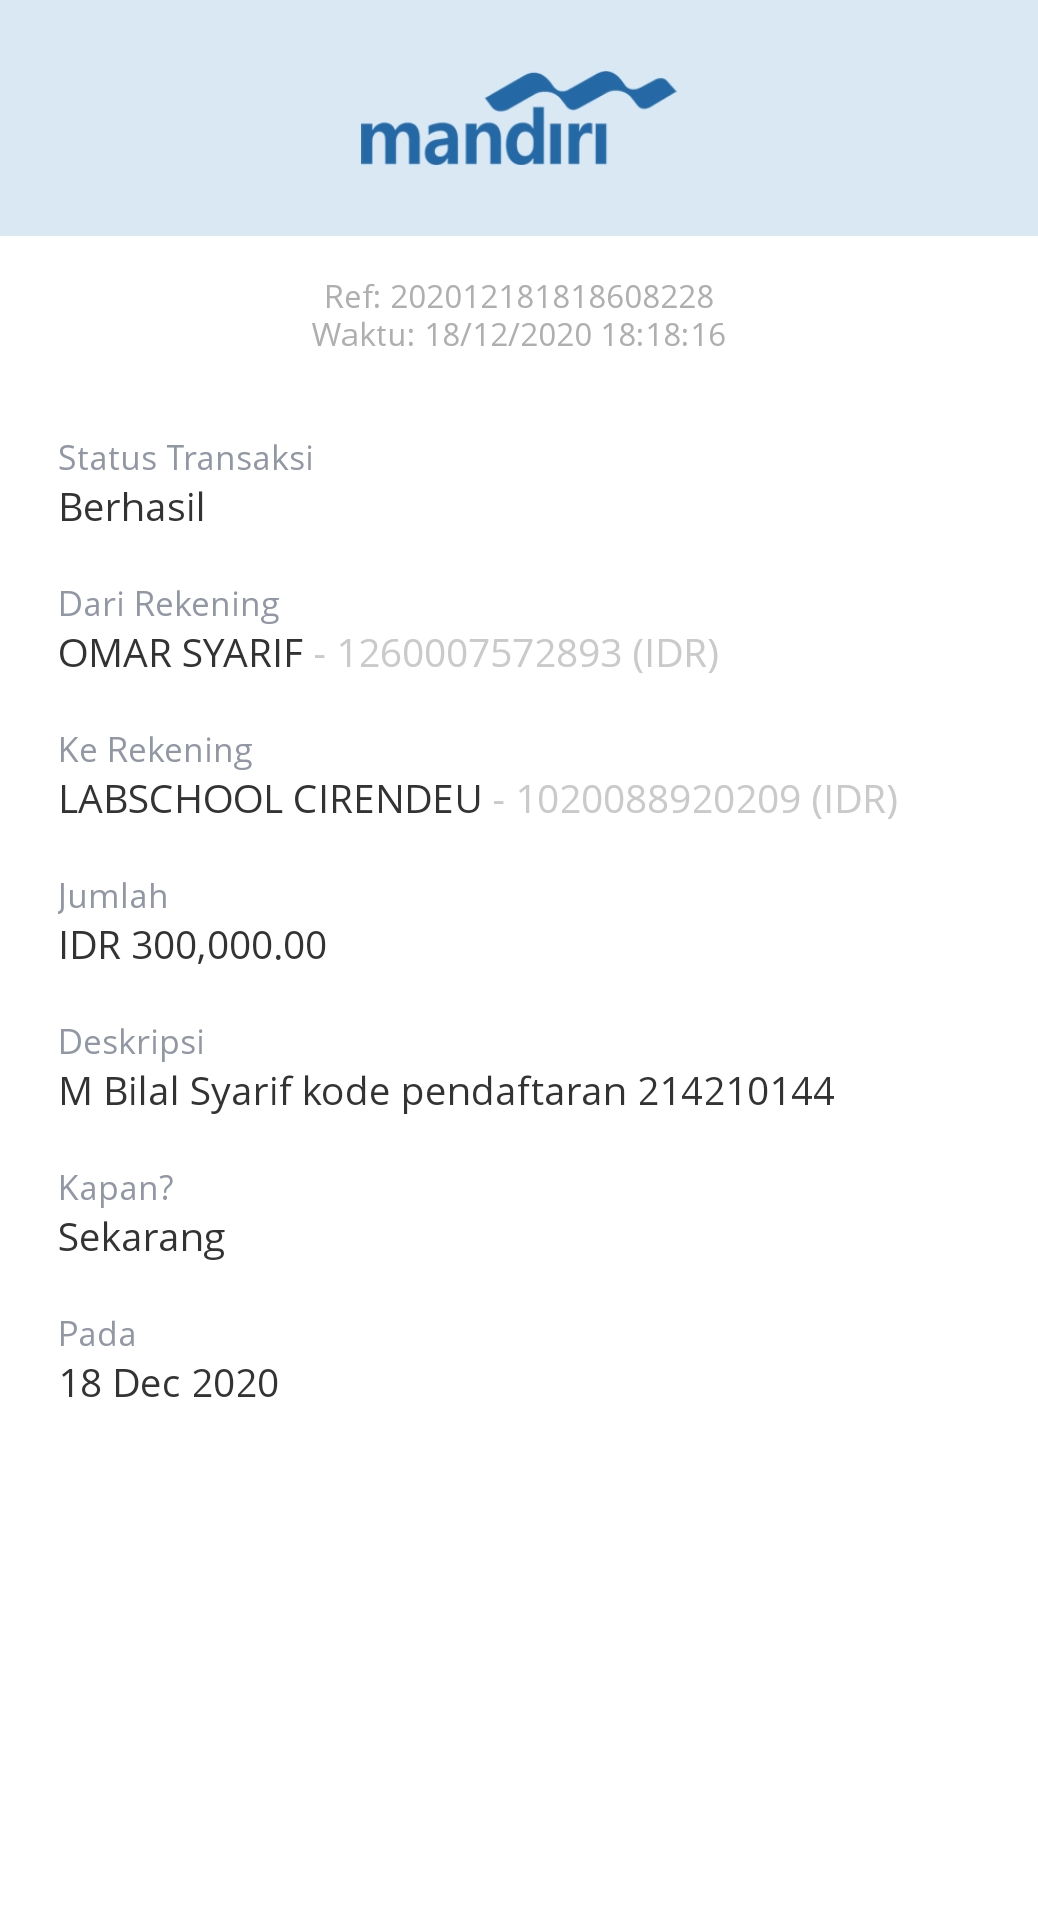 mandiri
Ref: 202012181818608228
Waktu: 18/12/2020 18:18:16
Status Transaksi
Berhasil
Dari Rekening
OMAR SYARIF - 1260007572893 (IDR)
Ke Rekening
LABSCHOOL CIRENDEU - 1020088920209 (IDR)
Jumlah
IDR 300,000.00
Deskripsi
M Bilal Syarif kode pendaftaran 214210144
Kapan?
Sekarang
Pada
18 Dec 2020